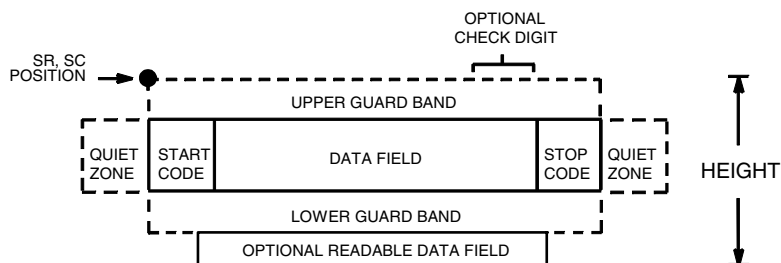 OPTIONAL
CHECK DIGIT
SR, SC
POSITION
UPPER GUARD BAND
QUIET
ZONE
START
CODE
DATA FIELD
STOP
CODE
QUIET
ZONE
HEIGHT
LOWER GUARD BAND
OPTIONAL READABLE DATA FIELD